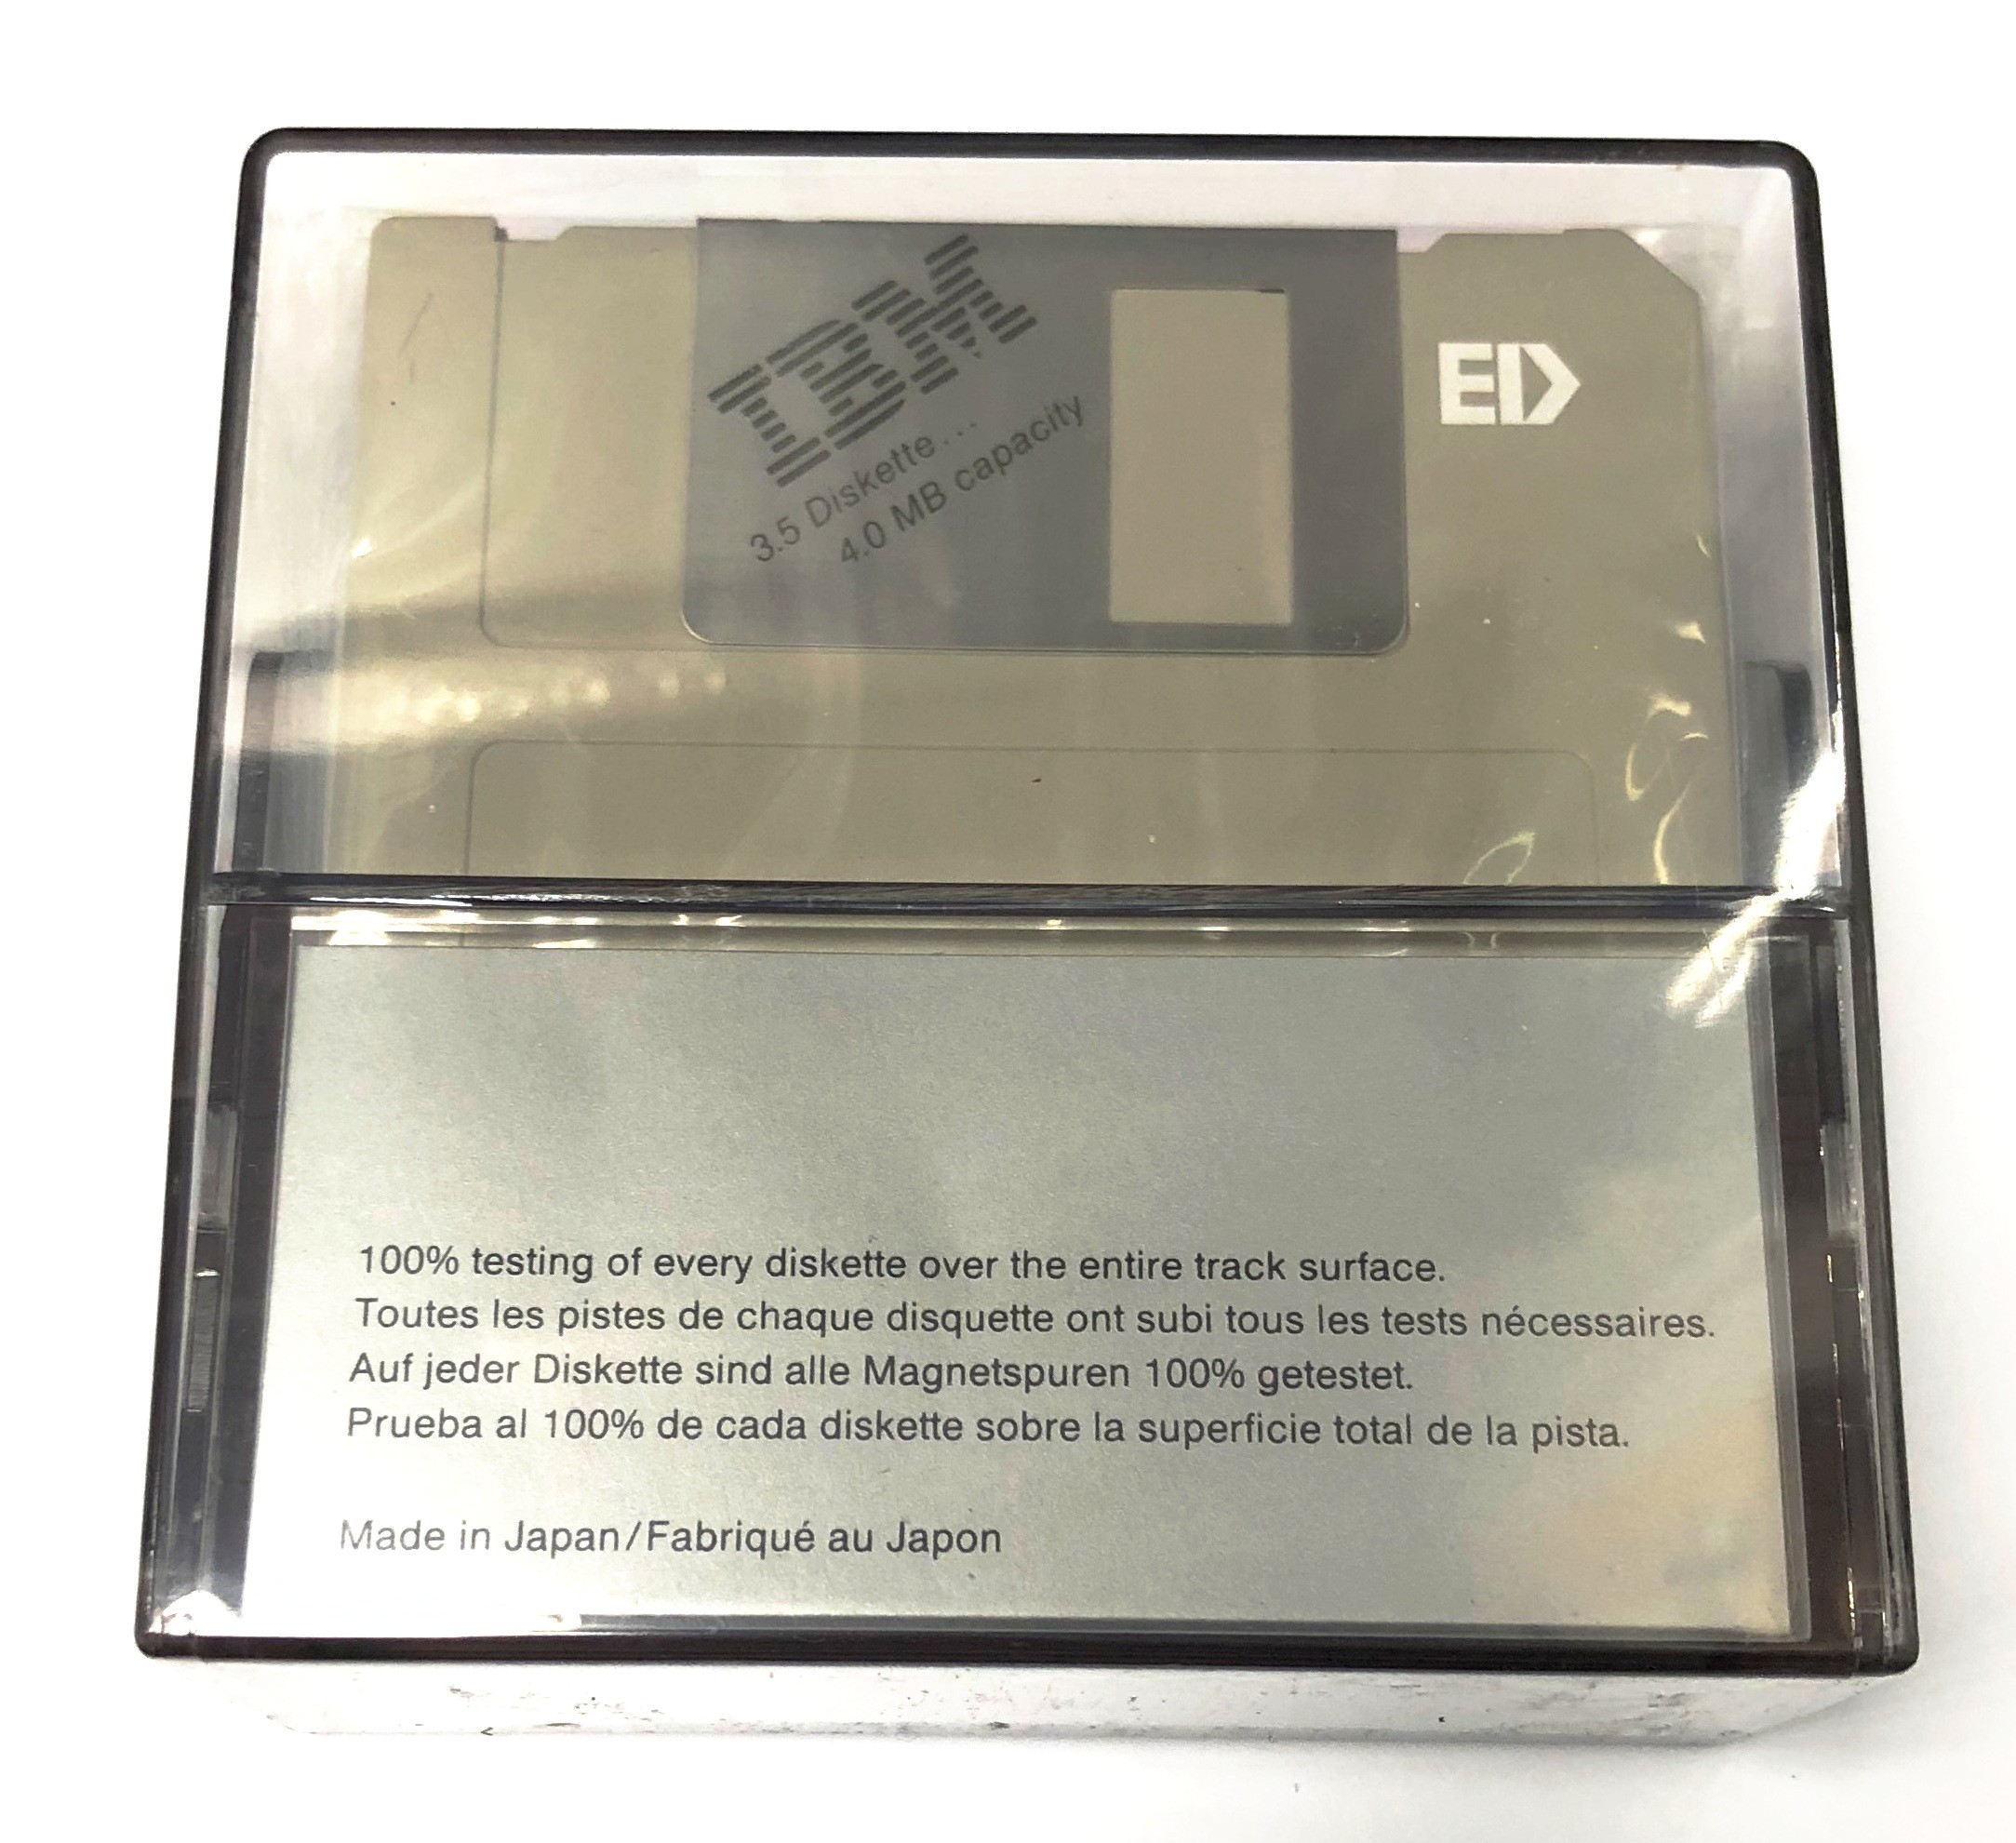 IBM
3.5 Diskette...
4.0 MB capacity
ED
100% testing of every diskette over the entire track surface.
Toutes les pistes de chaque disquette ont subi tous les tests nécessaires.
Auf jeder Diskette sind alle Magnetspuren 100% getestet.
Prueba al 100% de cada diskette sobre la superficie total de la pista.
Made in Japan/Fabriqué au Japon